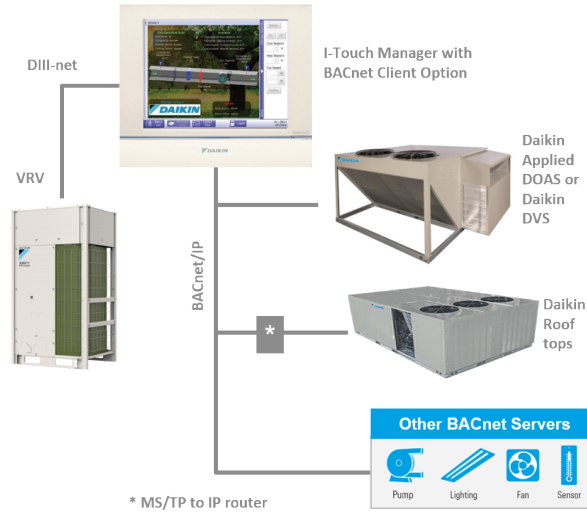 DIII-net
I-Touch Manager with
BACnet Client Option
DAIKIN
DAIKIN
VRV
Daikin
Applied
DOAS or
Daikin
DVS
BACnet/IP
*
Daikin
Roof
tops
Other BACnet Servers
Pump
Lighting
Fan
Sensor
* MS/TP to IP router